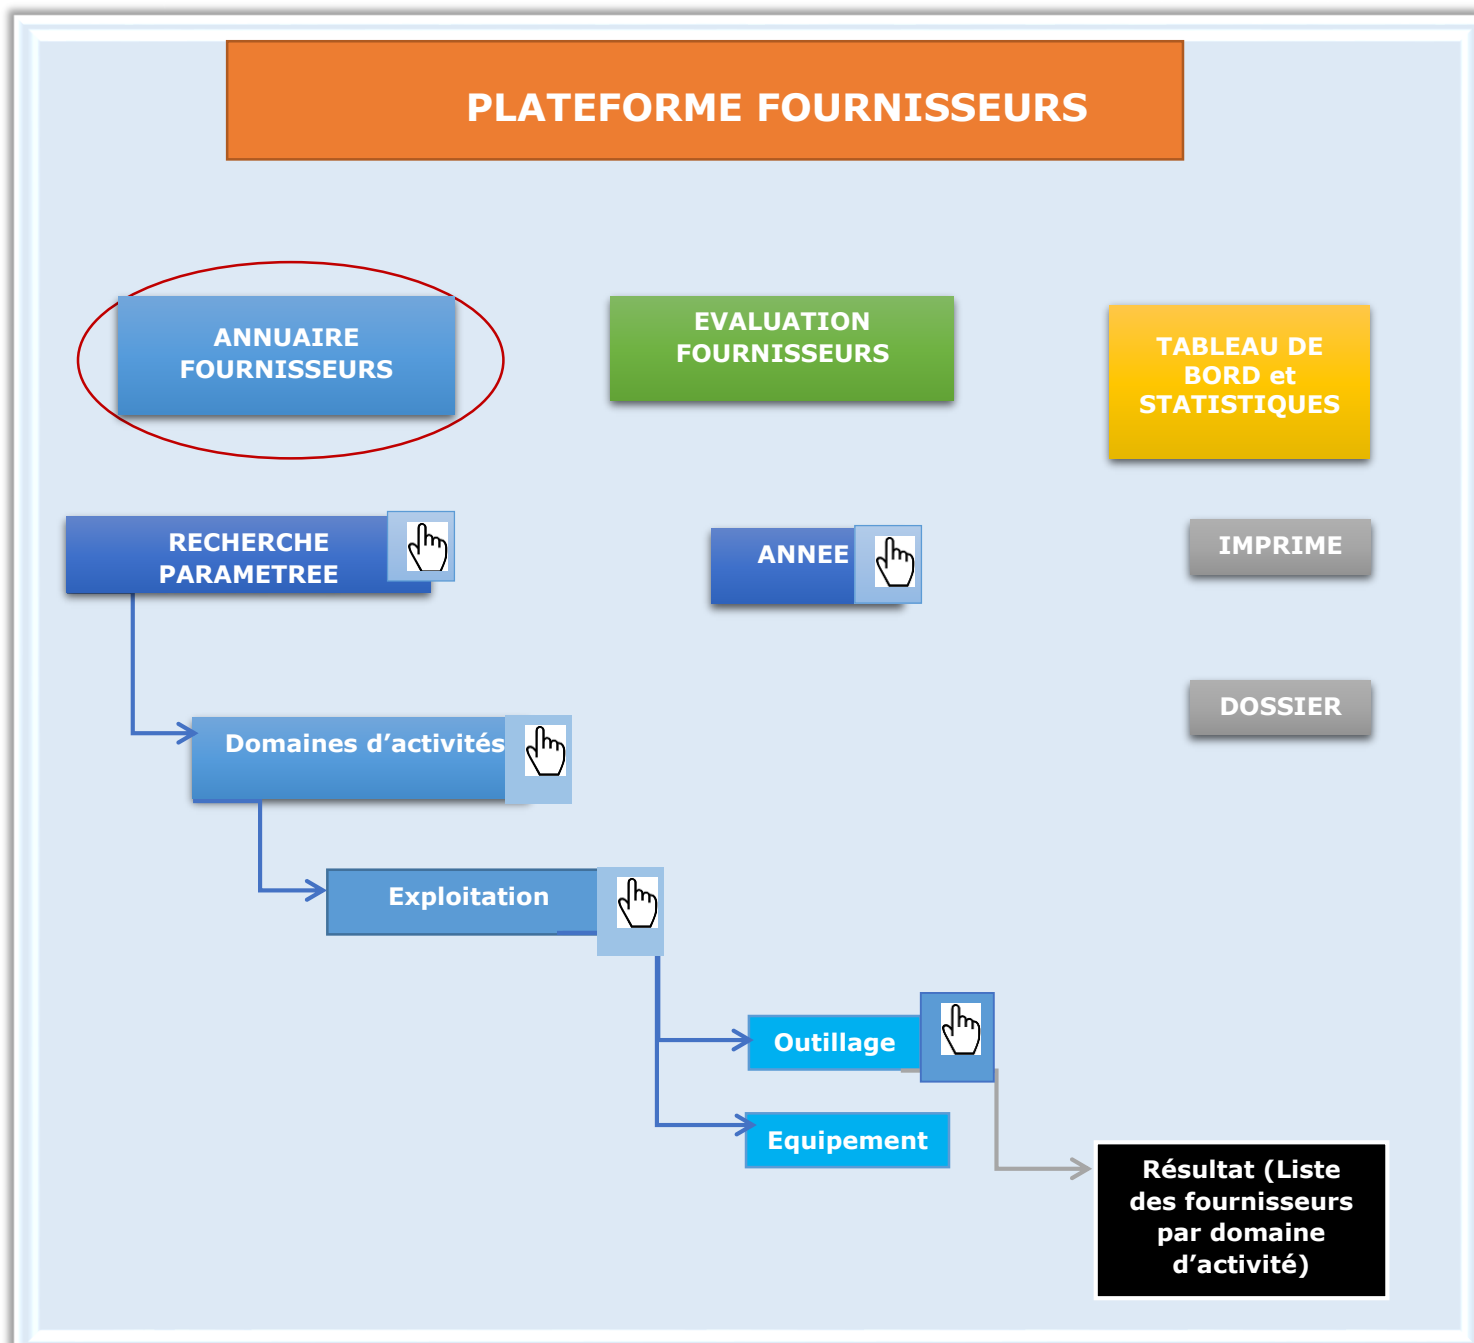 PLATEFORME FOURNISSEURS
ANNUAIRE
FOURNISSEURS
EVALUATION
FOURNISSEURS
TABLEAU DE
BORD et
STATISTIQUES
RECHERCHE
PARAMETREE
ANNEE
IMPRIME
DOSSIER
Domaines d’activités
Exploitation
Outillage
Equipement
Résultat (Liste
des fournisseurs
par domaine
d’activité)